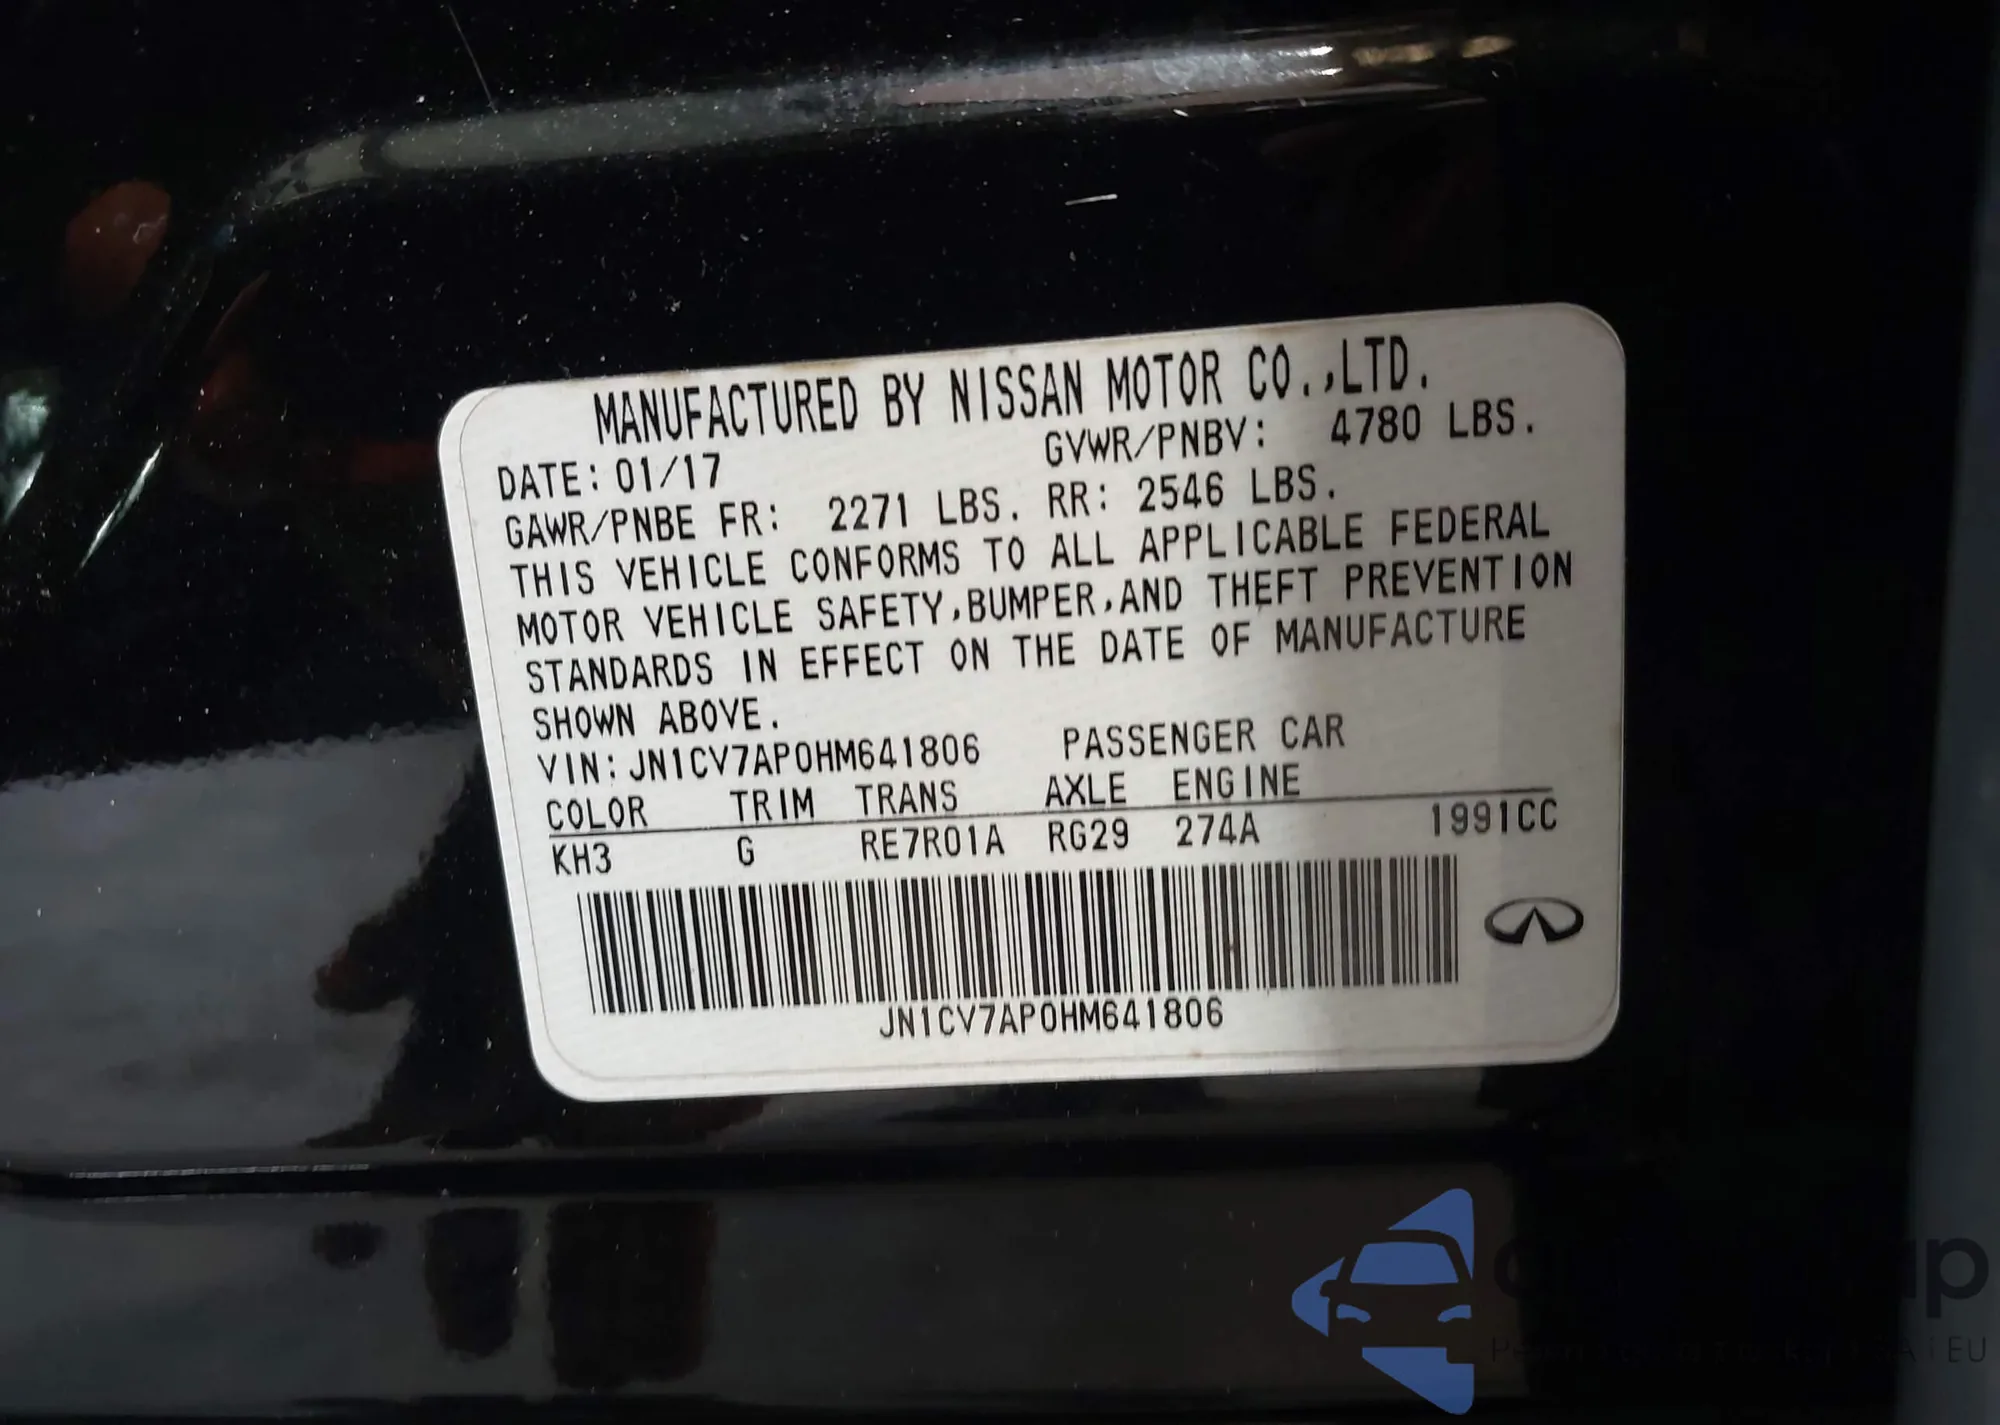 MANUFACTURED BY NISSAN MOTOR CO.,LTD.
DATE: 01/17 GVWR/PNBV: 4780 LBS.
GAWR/PNBE FR: 2271 LBS. RR: 2546 LBS.
THIS VEHICLE CONFORMS TO ALL APPLICABLE FEDERAL
MOTOR VEHICLE SAFETY,BUMPER,AND THEFT PREVENTION
STANDARDS IN EFFECT ON THE DATE OF MANUFACTURE
SHOWN ABOVE.
VIN: JN1CV7AP0HM641806 PASSENGER CAR
COLOR TRIM TRANS AXLE ENGINE
KH3 G RE7R01A RG29 274A 1991CC
JN1CV7AP0HM641806